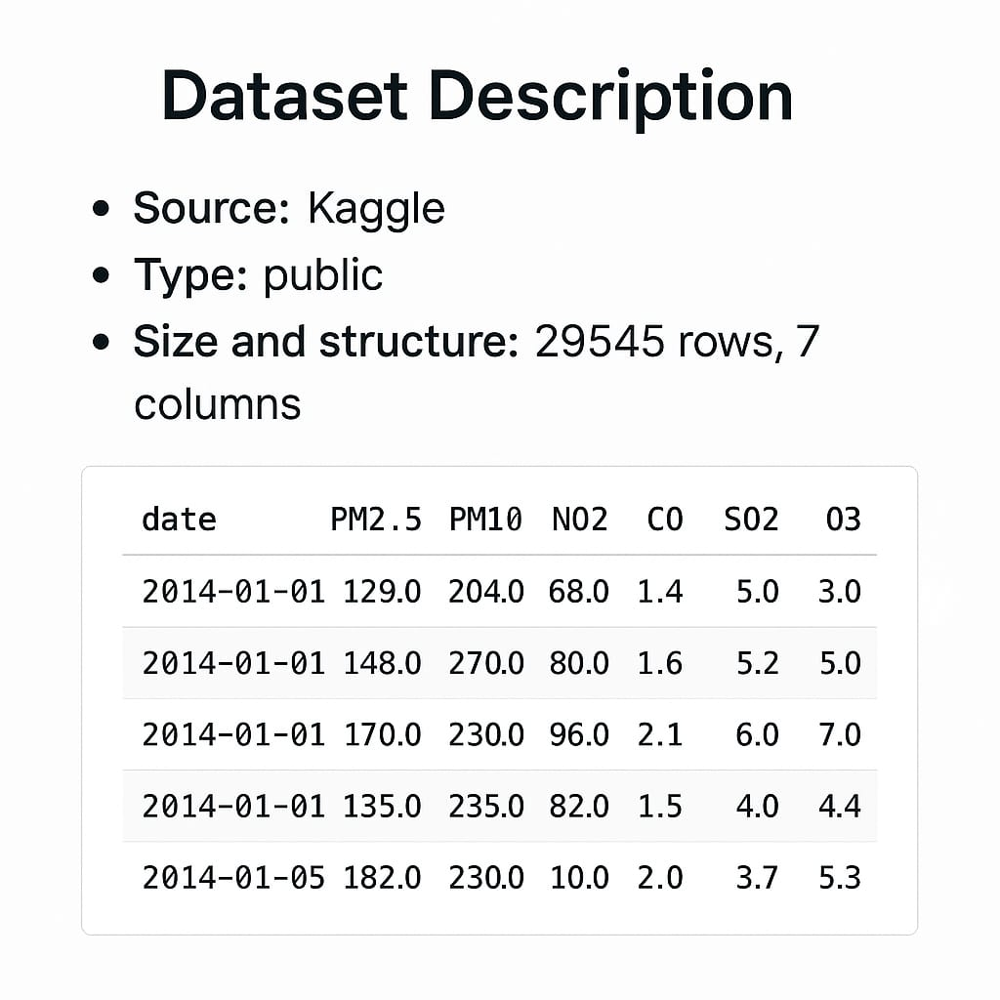 Dataset Description
• Source: Kaggle
• Type: public
• Size and structure: 29545 rows, 7
columns
date PM2.5 PM10 NO2 CO SO2 O3
2014-01-01 129.0 204.0 68.0 1.4 5.0 3.0
2014-01-01 148.0 270.0 80.0 1.6 5.2 5.0
2014-01-01 170.0 230.0 96.0 2.1 6.0 7.0
2014-01-01 135.0 235.0 82.0 1.5 4.0 4.4
2014-01-05 182.0 230.0 10.0 2.0 3.7 5.3